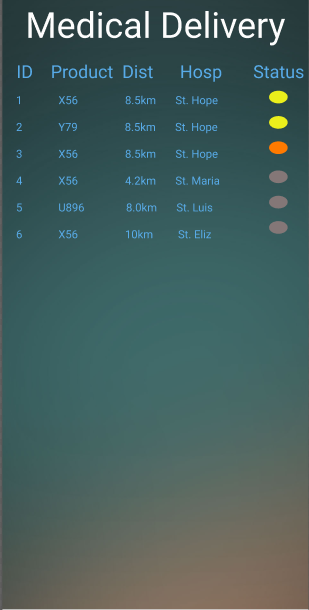 Medical Delivery
ID Product Dist Hosp Status
1 X56 8.5km St. Hope
2 Y79 8.5km St. Hope
3 X56 8.5km St. Hope
4 X56 4.2km St. Maria
5 U896 8.0km St. Luis
6 X56 10km St. Eliz